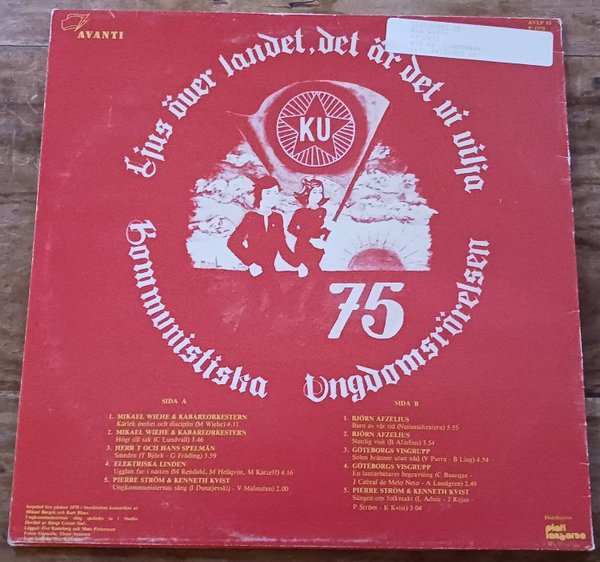 AVANTI
AVLP 02
Ljus över landet, det är det vi vilja
KU
Kommunistiska Ungdomsrörelsen
75
SIDA A
1. MIKAEL WIEHE & KABAREORKESTERN
Kärlek ömhet och disciplin (M Wiehe) 4.11
2. MIKAEL WIEHE & KABAREORKESTERN
Högt till tak (C Lundvall) 3.46
3. HERR T OCH HANS SPELMÄN
Smeden (T Björk - G Fröding) 3.59
4. ELEKTRISKA LINDEN
Ugglan far i natten (M Rendahl, M Hellqvist, M Katzeff) 4.16
5. PIERRE STRÖM & KENNETH KVIST
Ungkommunisternas sång (I Dunajevskij - V Malmsten) 2.00
SIDA B
1. BJÖRN AFZELIUS
Barn av vår tid (Nationalteatern) 5.55
2. BJÖRN AFZELIUS
Nattlig visit (B Afzelius) 3.54
3. GÖTEBORGS VISGRUPP
Solen bränner utan nåd (V Parra - B Ling) 4.54
4. GÖTEBORGS VISGRUPP
En lantarbetares begravning (C Buarque -
J Cabral de Melo Neto - A Lundgren) 2.49
5. PIERRE STRÖM & KENNETH KVIST
Sången om folkmakt (L Advis - J Rojas)
P Ström - K Kvist) 3.04
plattlangarna